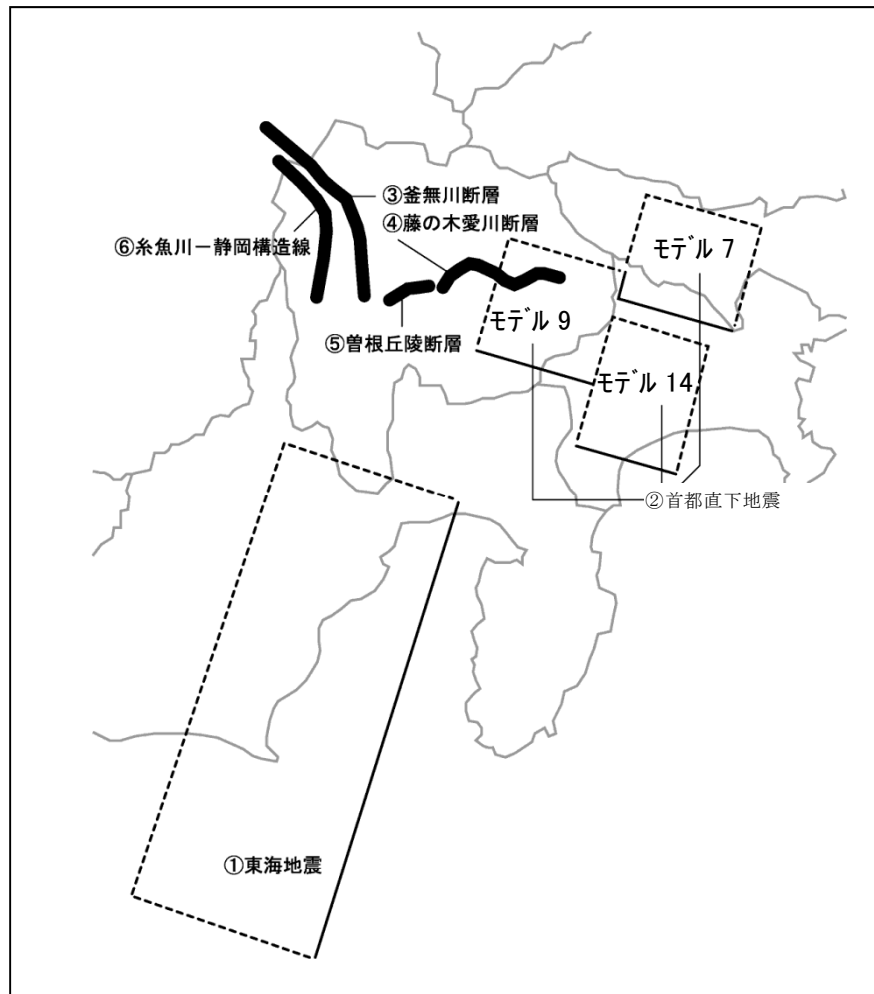 ③釜無川断層
④藤の木愛川断層
モデル 7
⑥糸魚川－静岡構造線
モデル 9
⑤曽根丘陵断層
モデル 14
②首都直下地震
①東海地震